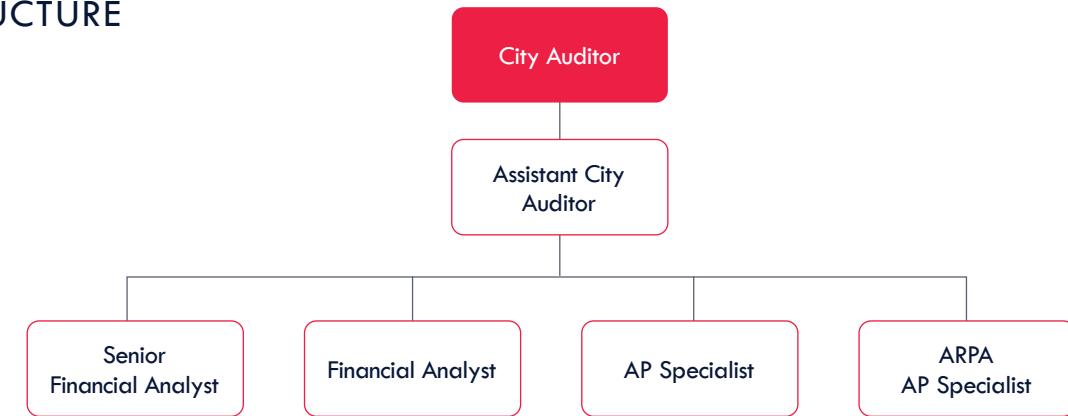 UCTURE
City Auditor
Assistant City
Auditor
Senior
Financial Analyst
Financial Analyst
AP Specialist
ARPA
AP Specialist